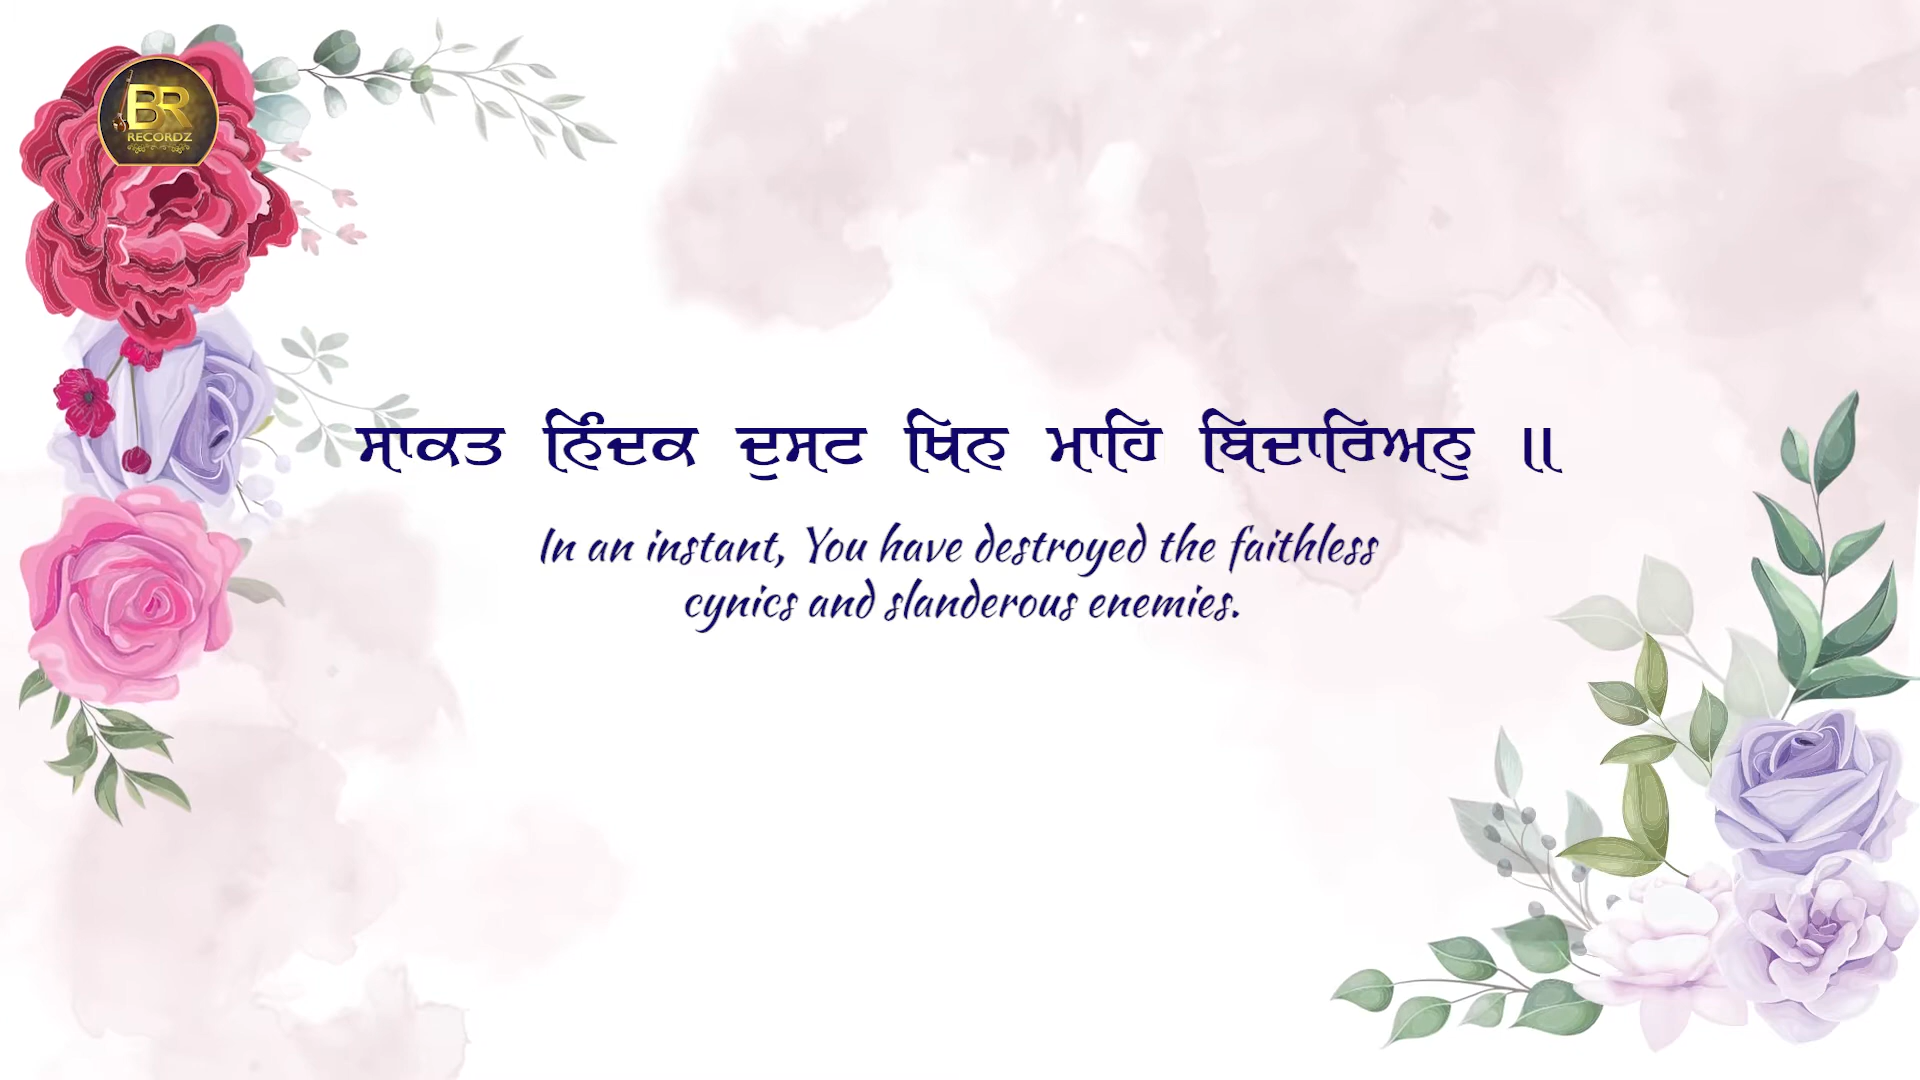 BR
RECORDZ
ਸਾਕਤ ਨਿੰਦਕ ਦੁਸਟ ਖਿਨ ਮਾਹਿ ਬਿਦਾਰਿਅਨੁ ॥
In an instant, You have destroyed the faithless
cynics and slanderous enemies.